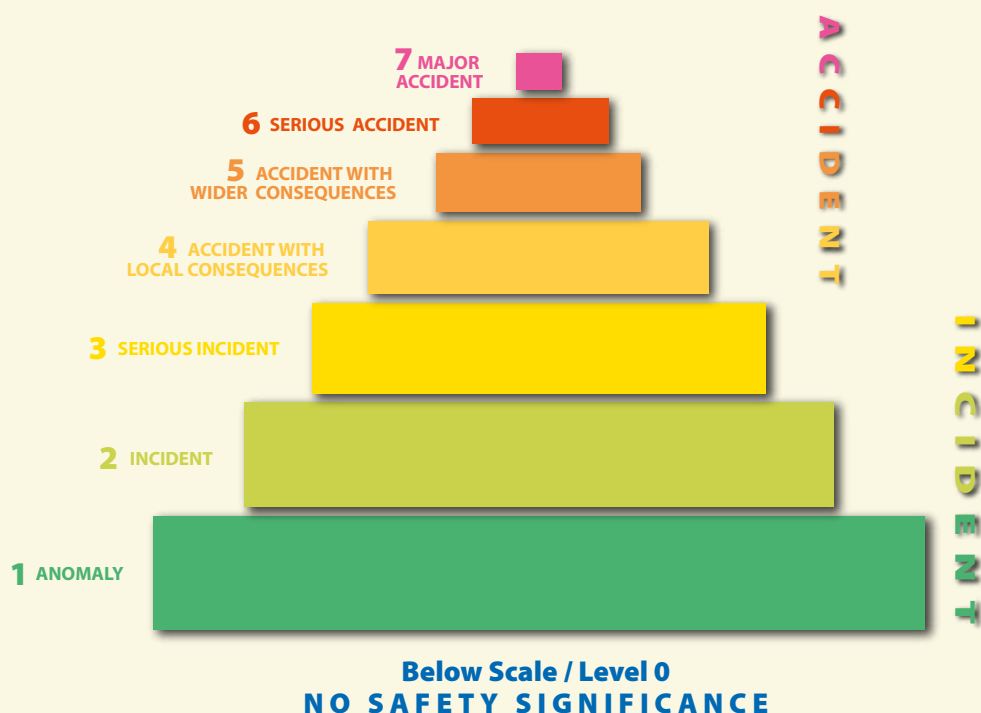 7 MAJOR
ACCIDENT
6 SERIOUS ACCIDENT
5 ACCIDENT WITH
WIDER CONSEQUENCES
4 ACCIDENT WITH
LOCAL CONSEQUENCES
3 SERIOUS INCIDENT
2 INCIDENT
1 ANOMALY
ACCIDENT
INCIDENT
Below Scale / Level 0
NO SAFETY SIGNIFICANCE